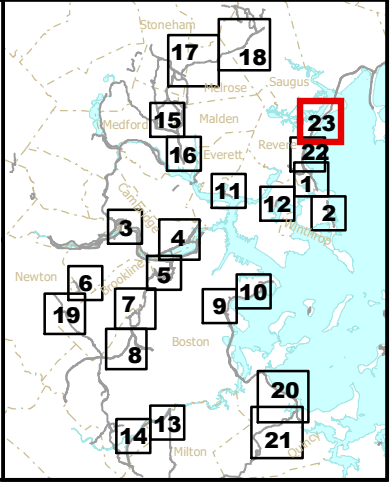 Stoneham
17
18
Melrose
Saugus
15
Medford
Malden
23
16
Everett
Revere
22
1
11
12
2
Winthrop
Cambridge
3
4
Brookline
5
Newton
6
7
19
9
10
8
Boston
20
13
14
21
Quincy
Milton